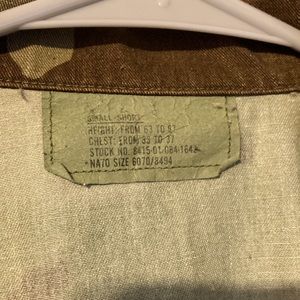 SMALL-SHORT
HEIGHT: FROM 63 TO 67
CHEST: FROM 33 TO 37
STOCK NO. 8415-01-084-1642
NATO SIZE 6070/8494